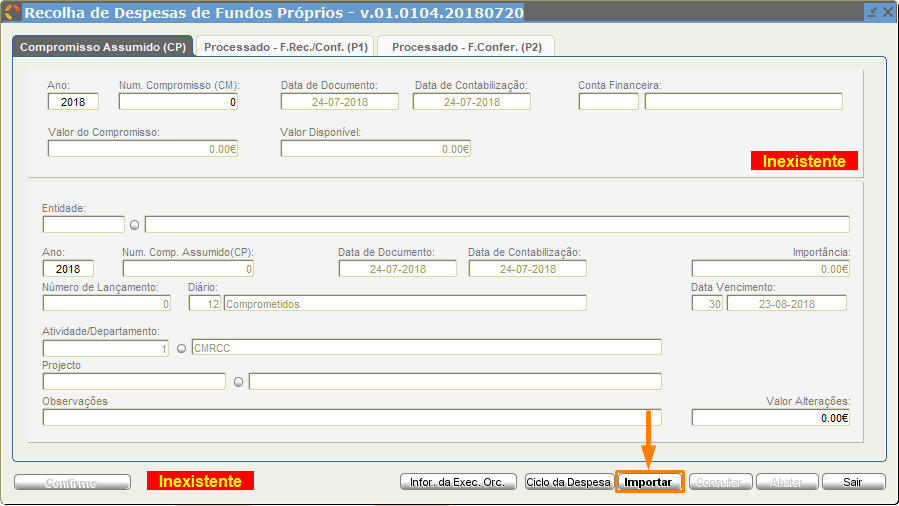 Recolha de Despesas de Fundos Próprios - v.01.0104.20180720
Compromisso Assumido (CP) Processado - F.Rec./Conf. (P1) Processado - F.Confer. (P2)
Ano: Num. Compromisso (CM): Data de Documento: Data de Contabilização: Conta Financeira:
2018 0 24-07-2018 24-07-2018
Valor do Compromisso: Valor Disponível:
0.00€ 0.00€
Inexistente
Entidade:
Ano: Num. Comp. Assumido(CP): Data de Documento: Data de Contabilização: Importância:
2018 0 24-07-2018 24-07-2018 0.00€
Número de Lançamento: Diário: Data Vencimento:
0 12 Comprometidos 30 23-08-2018
Atividade/Departamento:
1 CMRCC
Projecto
Observações Valor Alterações:
0.00€
Confirme Inexistente Infor. da Exec. Orc. Ciclo da Despesa Importar Consultar Abater Sair